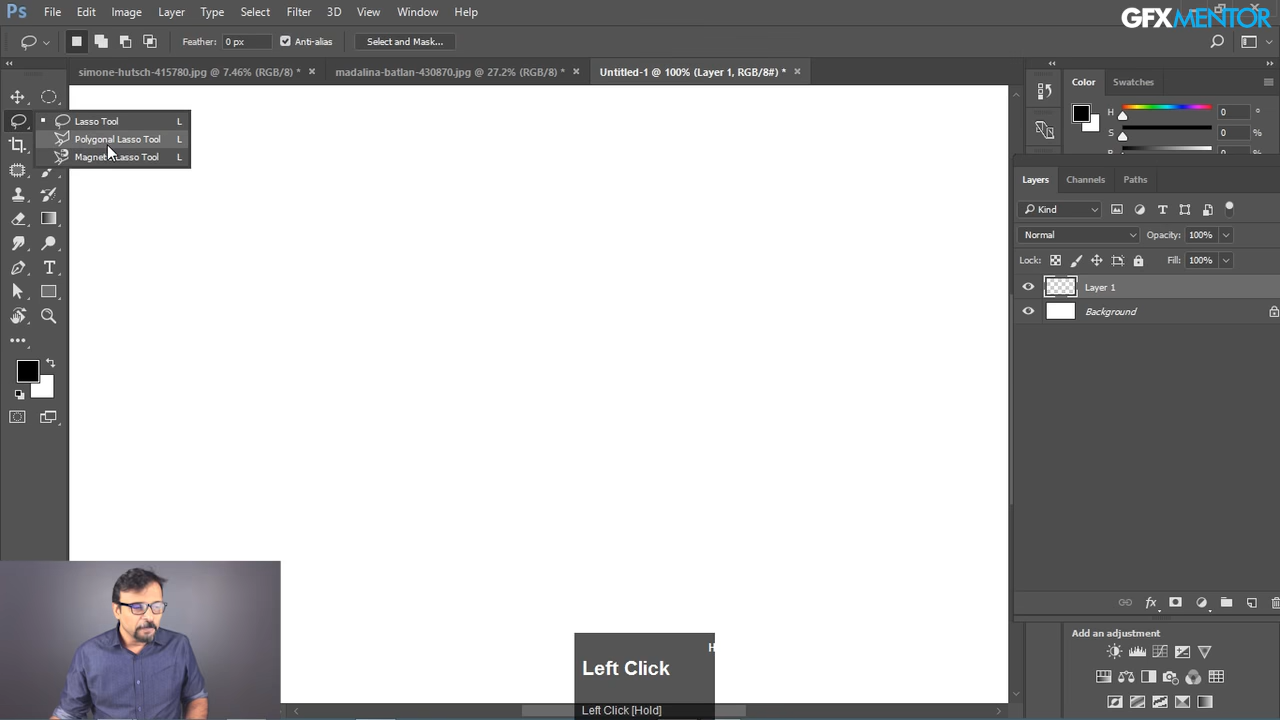 Ps File Edit Image Layer Type Select Filter 3D View Window Help
GFXMENTOR
Feather: 0 px Anti-alias Select and Mask...
simone-hutsch-415780.jpg @ 7.46% (RGB/8) * × madalina-batlan-430870.jpg @ 27.2% (RGB/8) * × Untitled-1 @ 100% (Layer 1, RGB/8#) * ×
Color Swatches
H 0 °
S 0 %
Lasso Tool L
Polygonal Lasso Tool L
Lasso Tool L
Layers Channels Paths
Kind
Normal Opacity: 100%
Lock: Fill: 100%
Layer 1
Background
Add an adjustment
H
Left Click
Left Click [Hold]